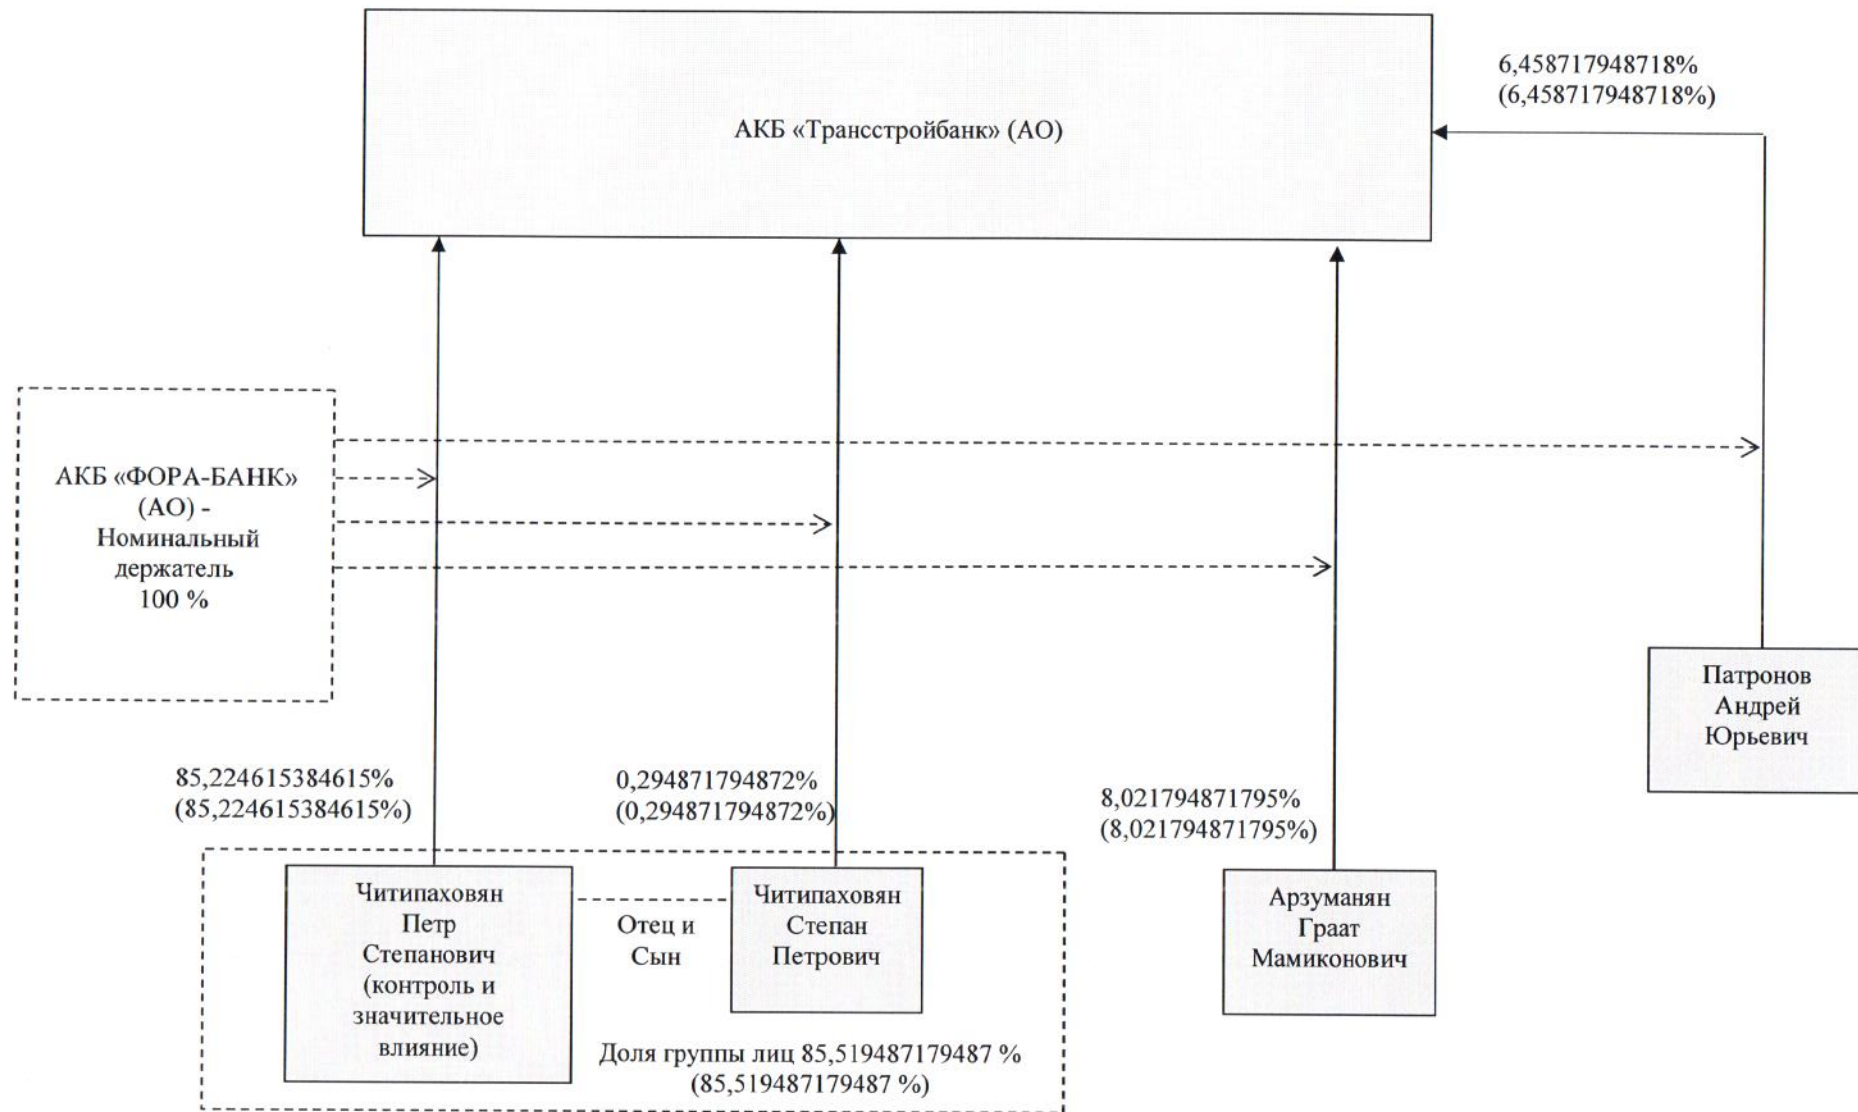 6,458717948718%
(6,458717948718%)
АКБ «Трансстройбанк» (АО)
АКБ «ФОРА-БАНК»
(АО) -
Номинальный
держатель
100 %
Патронов
Андрей
Юрьевич
85,224615384615%
(85,224615384615%)
0,294871794872%
(0,294871794872%)
8,021794871795%
(8,021794871795%)
Читипаховян
Петр
Степанович
(контроль и
значительное
влияние)
Отец и
Сын
Читипаховян
Степан
Петрович
Арзуманян
Граат
Мамиконович
Доля группы лиц 85,519487179487 %
(85,519487179487 %)